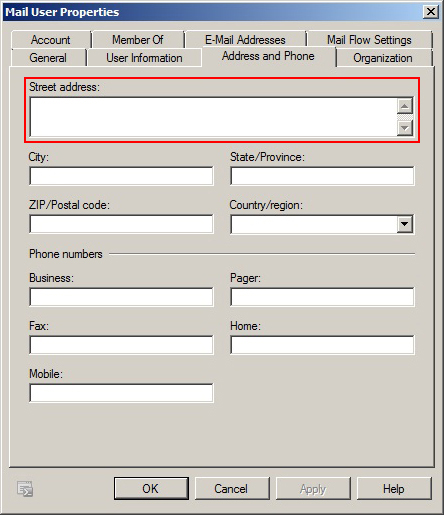 Mail User Properties
Account Member Of E-Mail Addresses Mail Flow Settings
General User Information Address and Phone Organization
Street address:
City: State/Province:
ZIP/Postal code: Country/region:
Phone numbers
Business: Pager:
Fax: Home:
Mobile:
OK Cancel Apply Help